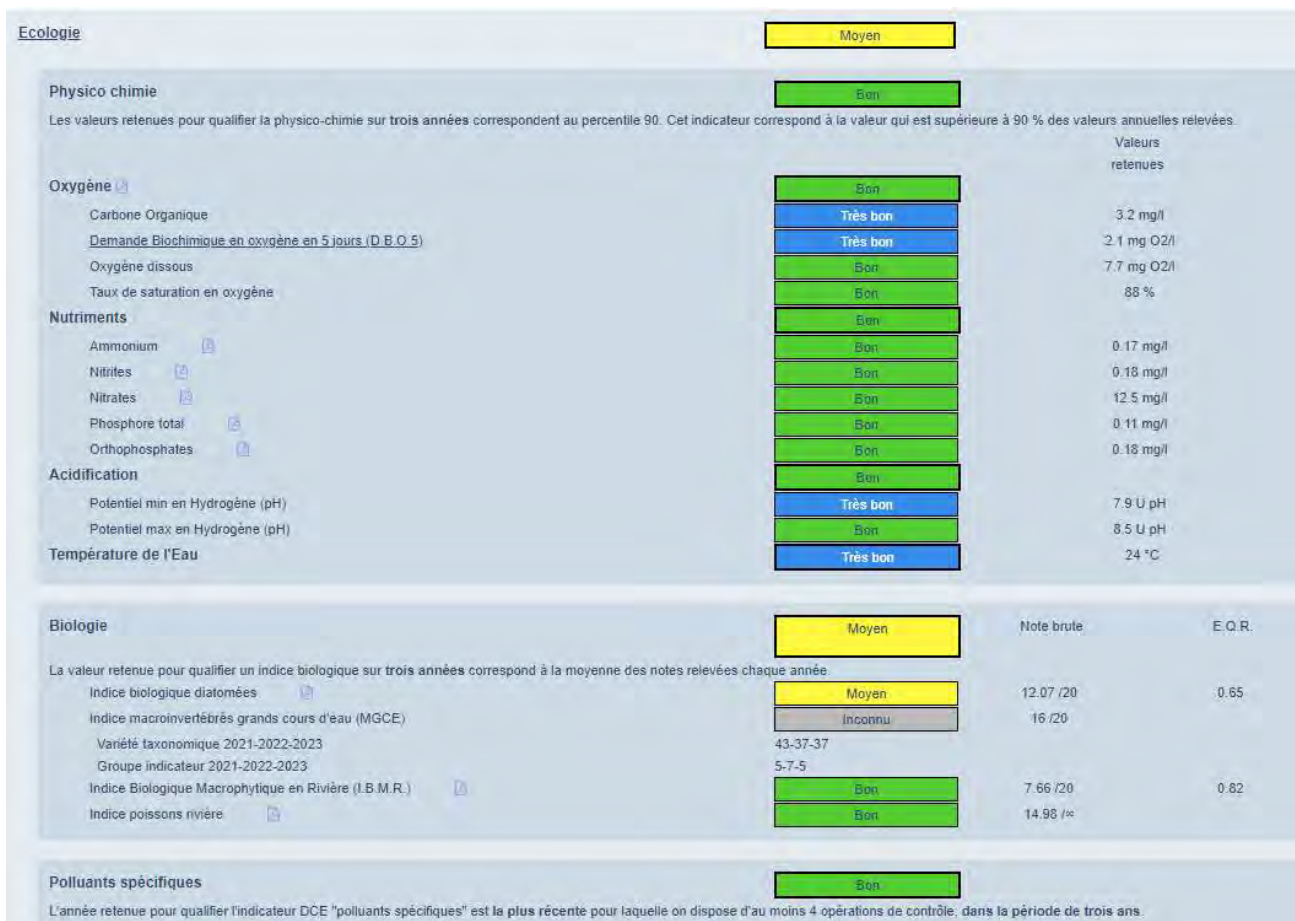 Ecologie Moyen
Physico chimie Bon
Les valeurs retenues pour qualifier la physico-chimie sur trois années correspondent au percentile 90. Cet indicateur correspond à la valeur qui est supérieure à 90 % des valeurs annuelles relevées.
Valeurs
retenues
Oxygène Bon
Carbone Organique Très bon 3.2 mg/l
Demande Biochimique en oxygène en 5 jours (D.B.O.5) Très bon 2.1 mg O2/l
Oxygène dissous Bon 7.7 mg O2/l
Taux de saturation en oxygène Bon 88 %
Nutriments Bon
Ammonium Bon 0.17 mg/l
Nitrites Bon 0.18 mg/l
Nitrates Bon 12.5 mg/l
Phosphore total Bon 0.11 mg/l
Orthophosphates Bon 0.18 mg/l
Acidification Bon
Potentiel min en Hydrogène (pH) Très bon 7.9 U pH
Potentiel max en Hydrogène (pH) Bon 8.5 U pH
Température de l'Eau Très bon 24 °C
Biologie Moyen Note brute E.Q.R.
La valeur retenue pour qualifier un indice biologique sur trois années correspond à la moyenne des notes relevées chaque année.
Indice biologique diatomées Moyen 12.07 /20 0.65
Indice macroinvertébrés grands cours d'eau (MGCE) Inconnu 16 /20
Variété taxonomique 2021-2022-2023 43-37-37
Groupe indicateur 2021-2022-2023 5-7-5
Indice Biologique Macrophytique en Rivière (I.B.M.R.) Bon 7.66 /20 0.82
Indice poissons rivière Bon 14.98 /∞
Polluants spécifiques Bon
L'année retenue pour qualifier l'indicateur DCE "polluants spécifiques" est la plus récente pour laquelle on dispose d'au moins 4 opérations de contrôle, dans la période de trois ans.